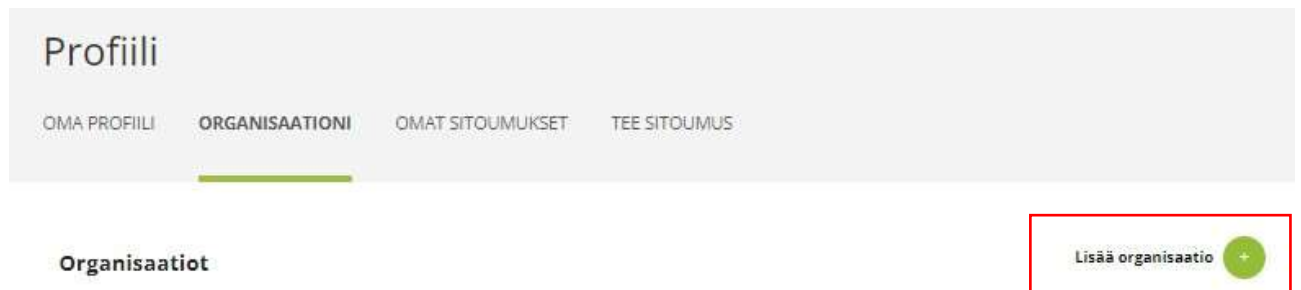 Profiili
OMA PROFIILI ORGANISAATIONI OMAT SITOUMUKSET TEE SITOUMUS
Organisaatiot Lisää organisaatio +